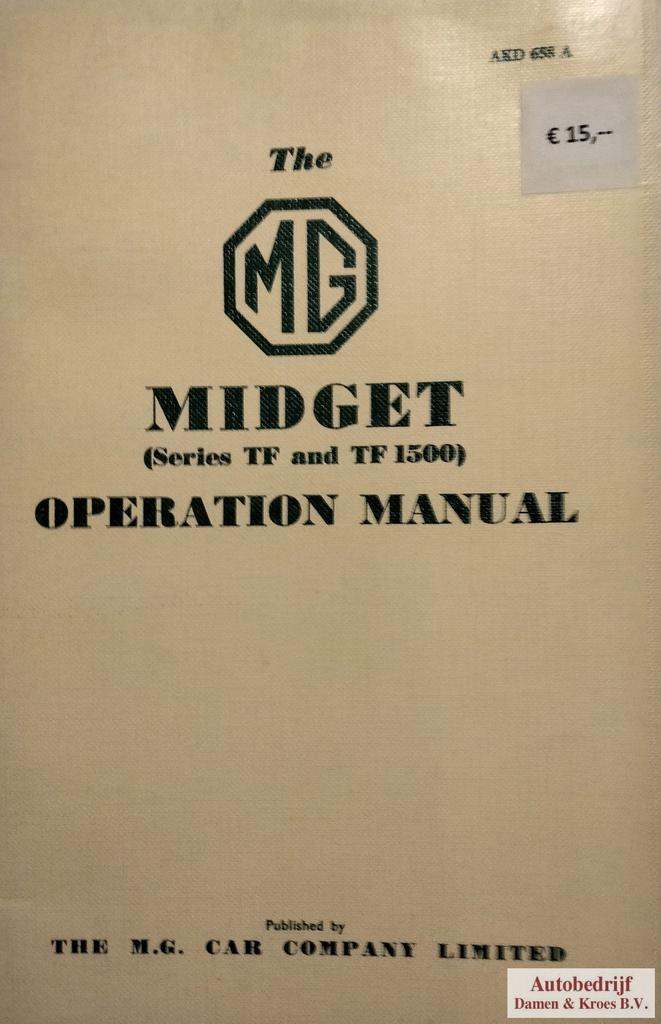 AKD 658 A
€ 15,--
The
MG
MIDGET
(Series TF and TF 1500)
OPERATION MANUAL
Published by
THE M.G. CAR COMPANY LIMITED
Autobedrijf
Damen & Kroes B.V.